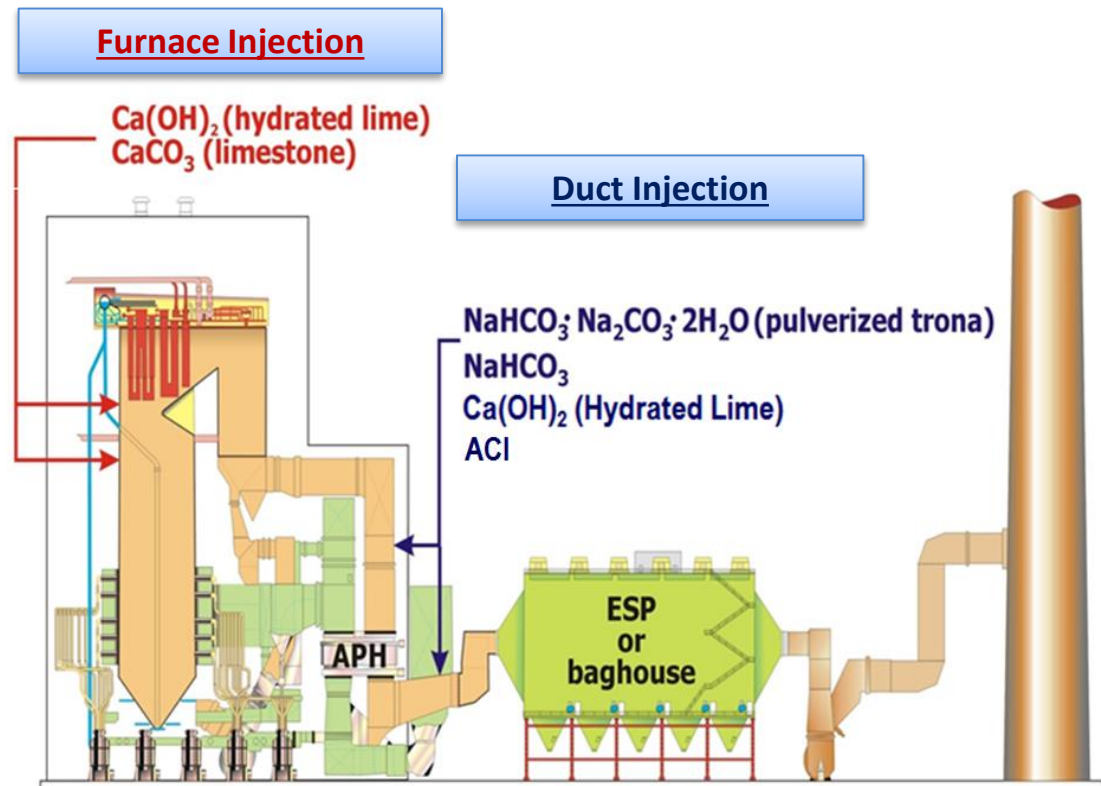 Furnace Injection
Ca(OH)₂ (hydrated lime)
CaCO₃ (limestone)
Duct Injection
NaHCO₃· Na₂CO₃· 2H₂O (pulverized trona)
NaHCO₃
Ca(OH)₂ (Hydrated Lime)
ACI
APH
ESP
or
baghouse